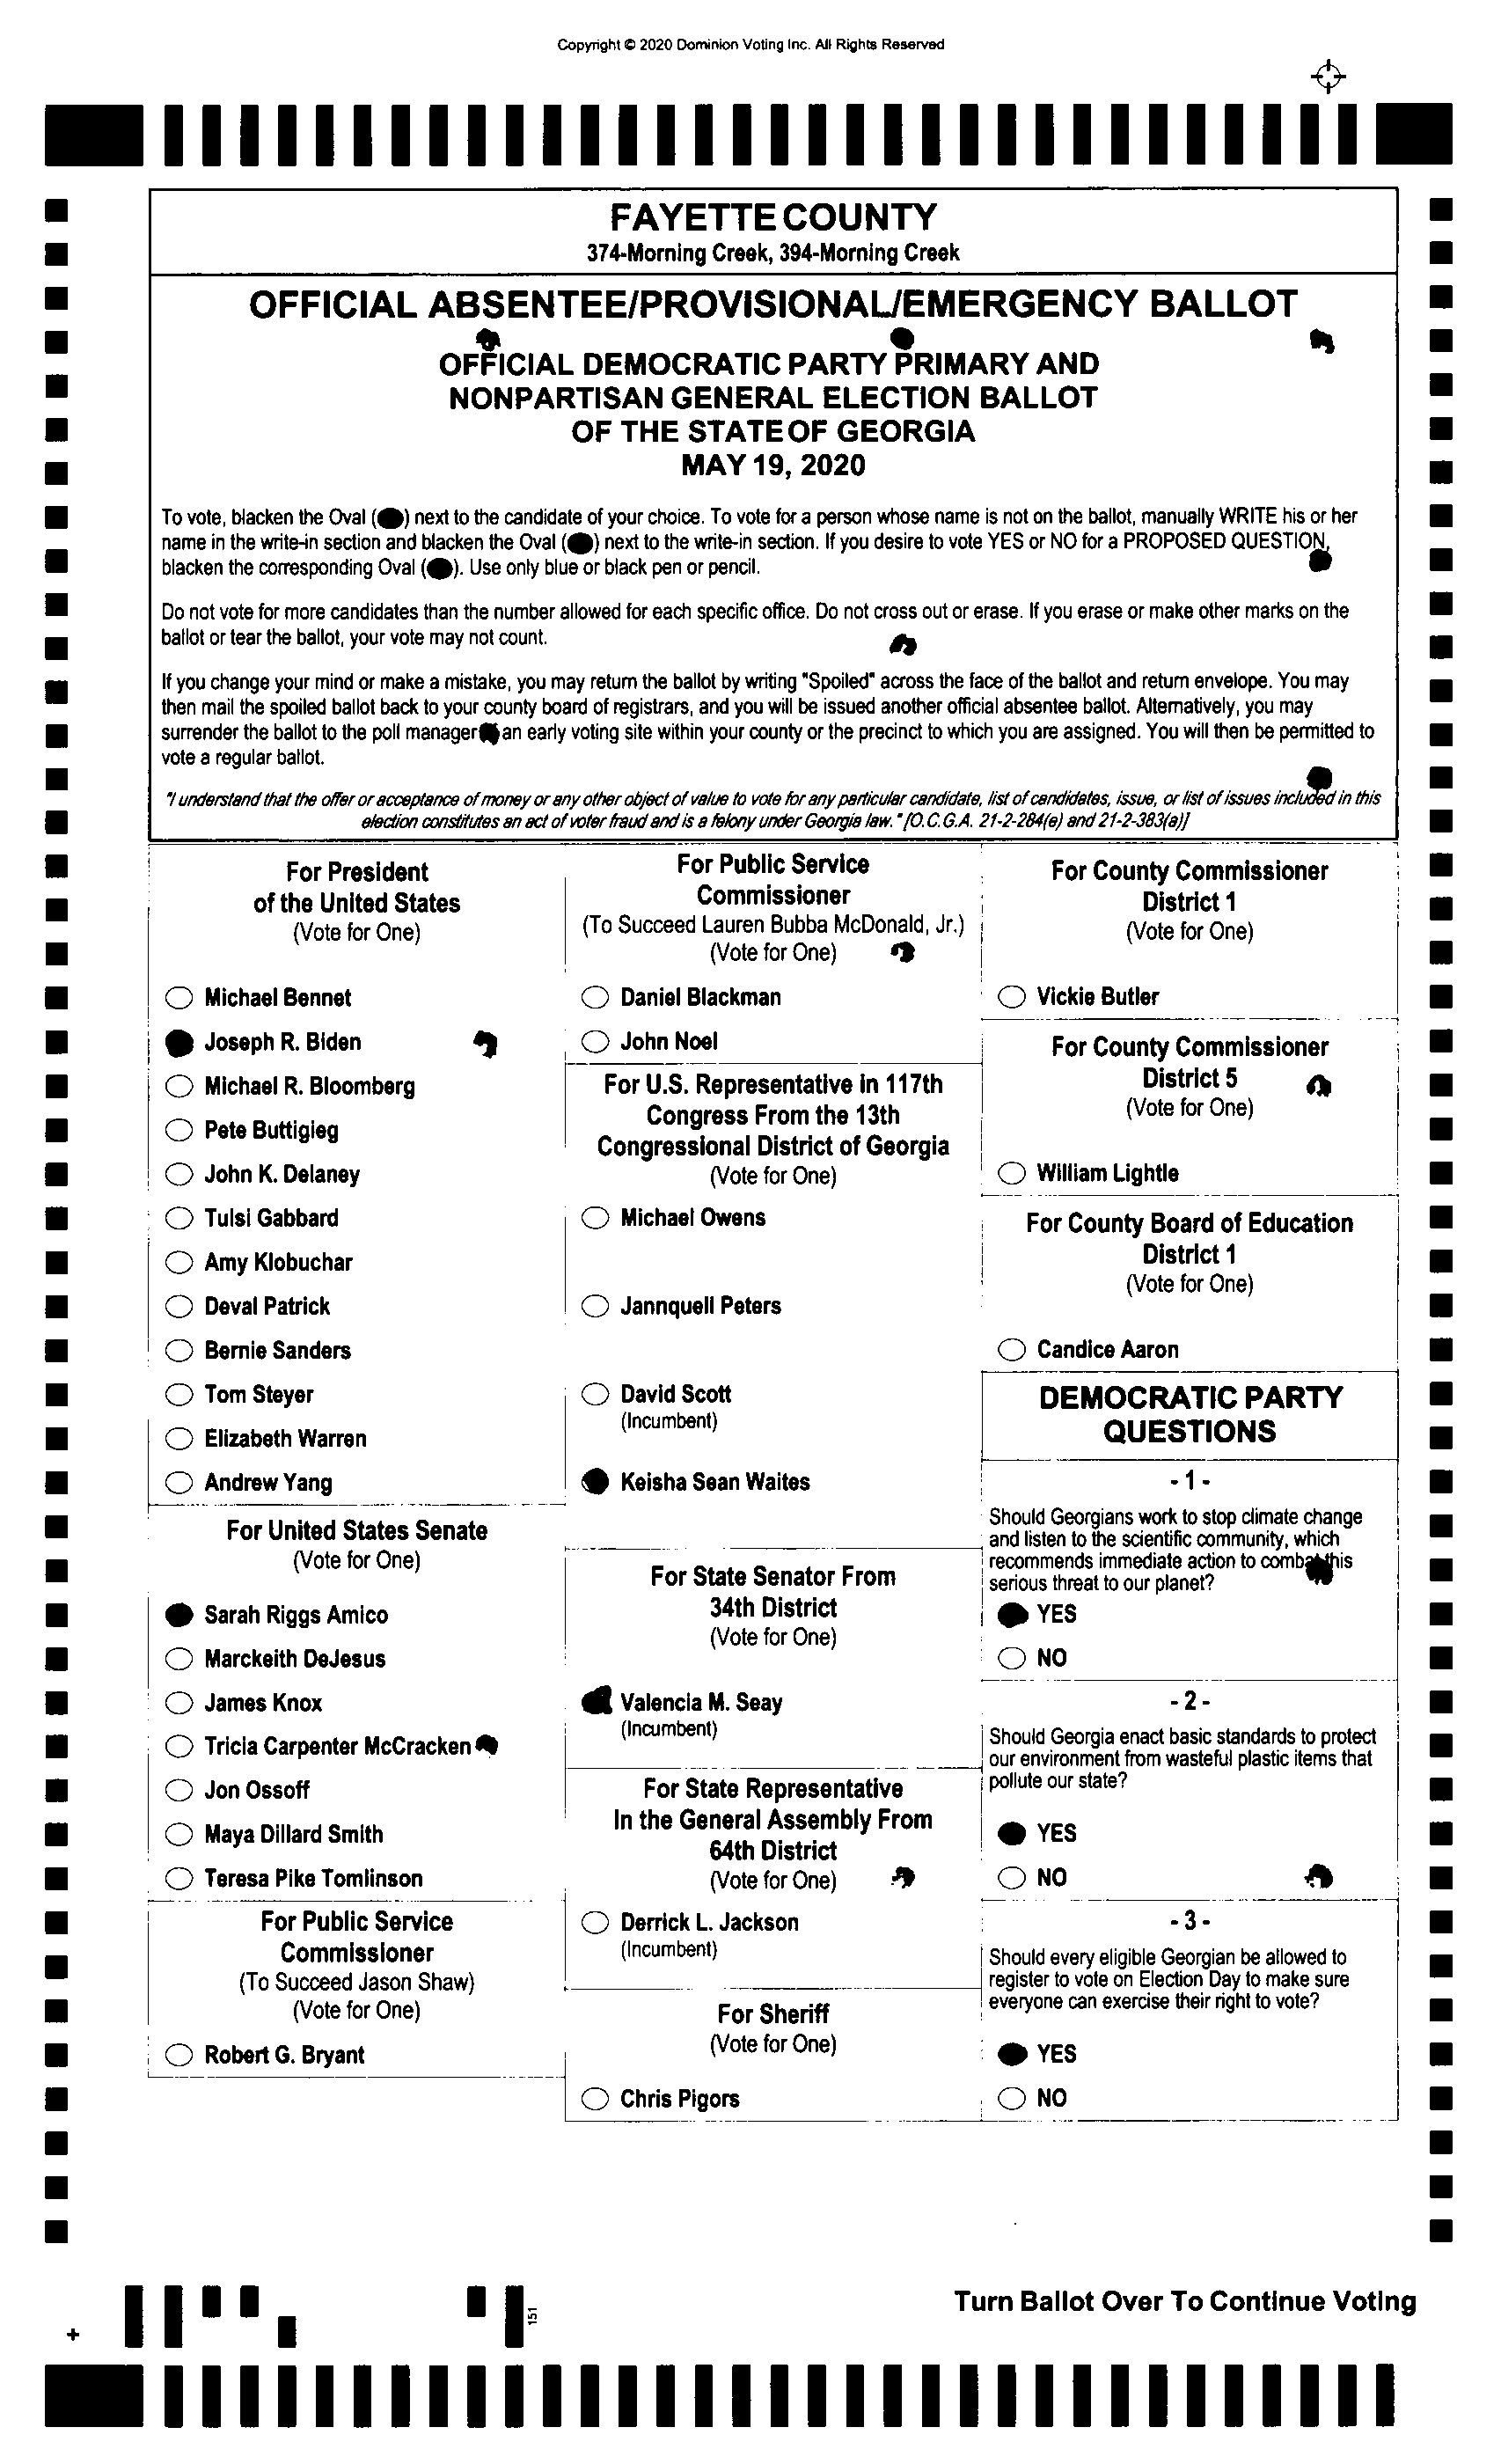 Copyright © 2020 Dominion Voting Inc. All Rights Reserved
FAYETTE COUNTY
374-Morning Creek, 394-Morning Creek
OFFICIAL ABSENTEE/PROVISIONAL/EMERGENCY BALLOT
OFFICIAL DEMOCRATIC PARTY PRIMARY AND
NONPARTISAN GENERAL ELECTION BALLOT
OF THE STATE OF GEORGIA
MAY 19, 2020
To vote, blacken the Oval ( ) next to the candidate of your choice. To vote for a person whose name is not on the ballot, manually WRITE his or her
name in the write-in section and blacken the Oval ( ) next to the write-in section. If you desire to vote YES or NO for a PROPOSED QUESTION,
blacken the corresponding Oval ( ). Use only blue or black pen or pencil.
Do not vote for more candidates than the number allowed for each specific office. Do not cross out or erase. If you erase or make other marks on the
ballot or tear the ballot, your vote may not count.
If you change your mind or make a mistake, you may return the ballot by writing "Spoiled" across the face of the ballot and return envelope. You may
then mail the spoiled ballot back to your county board of registrars, and you will be issued another official absentee ballot. Alternatively, you may
surrender the ballot to the poll manager an early voting site within your county or the precinct to which you are assigned. You will then be permitted to
vote a regular ballot.
"I understand that the offer or acceptance of money or any other object of value to vote for any particular candidate, list of candidates, issue, or list of issues included in this
election constitutes an act of voter fraud and is a felony under Georgia law." [O.C.G.A. 21-2-284(e) and 21-2-383(a)]
For President
of the United States
(Vote for One)
Michael Bennet
Joseph R. Biden
Michael R. Bloomberg
Pete Buttigieg
John K. Delaney
Tulsi Gabbard
Amy Klobuchar
Deval Patrick
Bernie Sanders
Tom Steyer
Elizabeth Warren
Andrew Yang
For United States Senate
(Vote for One)
Sarah Riggs Amico
Marckeith DeJesus
James Knox
Tricia Carpenter McCracken
Jon Ossoff
Maya Dillard Smith
Teresa Pike Tomlinson
For Public Service
Commissioner
(To Succeed Jason Shaw)
(Vote for One)
Robert G. Bryant
For Public Service
Commissioner
(To Succeed Lauren Bubba McDonald, Jr.)
(Vote for One)
Daniel Blackman
John Noel
For U.S. Representative in 117th
Congress From the 13th
Congressional District of Georgia
(Vote for One)
Michael Owens
Jannquell Peters
David Scott
(Incumbent)
Keisha Sean Waites
For State Senator From
34th District
(Vote for One)
Valencia M. Seay
(Incumbent)
For State Representative
In the General Assembly From
64th District
(Vote for One)
Derrick L. Jackson
(Incumbent)
For Sheriff
(Vote for One)
Chris Pigors
For County Commissioner
District 1
(Vote for One)
Vickie Butler
For County Commissioner
District 5
(Vote for One)
William Lightle
For County Board of Education
District 1
(Vote for One)
Candice Aaron
DEMOCRATIC PARTY
QUESTIONS
- 1 -
Should Georgians work to stop climate change
and listen to the scientific community, which
recommends immediate action to combat this
serious threat to our planet?
YES
NO
- 2 -
Should Georgia enact basic standards to protect
our environment from wasteful plastic items that
pollute our state?
YES
NO
- 3 -
Should every eligible Georgian be allowed to
register to vote on Election Day to make sure
everyone can exercise their right to vote?
YES
NO
Turn Ballot Over To Continue Voting
151
+